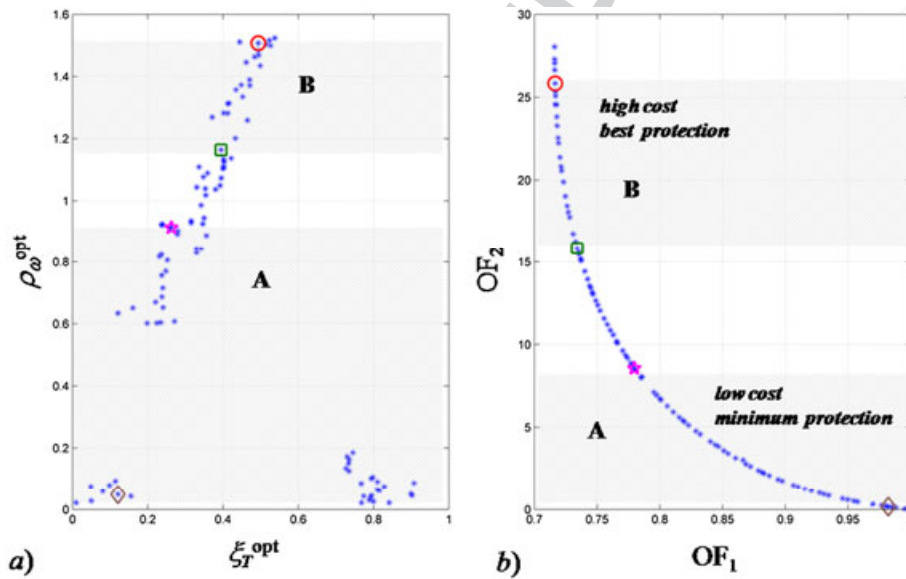 1.6
1.4
1.2
1
0.8
0.6
0.4
0.2
0
0
0.2
0.4
0.6
0.8
1
ρω opt
ξT opt
B
A
a)
30
25
20
15
10
5
0
0.7
0.75
0.8
0.85
0.9
0.95
OF2
OF1
high cost
best protection
B
low cost
minimum protection
A
b)